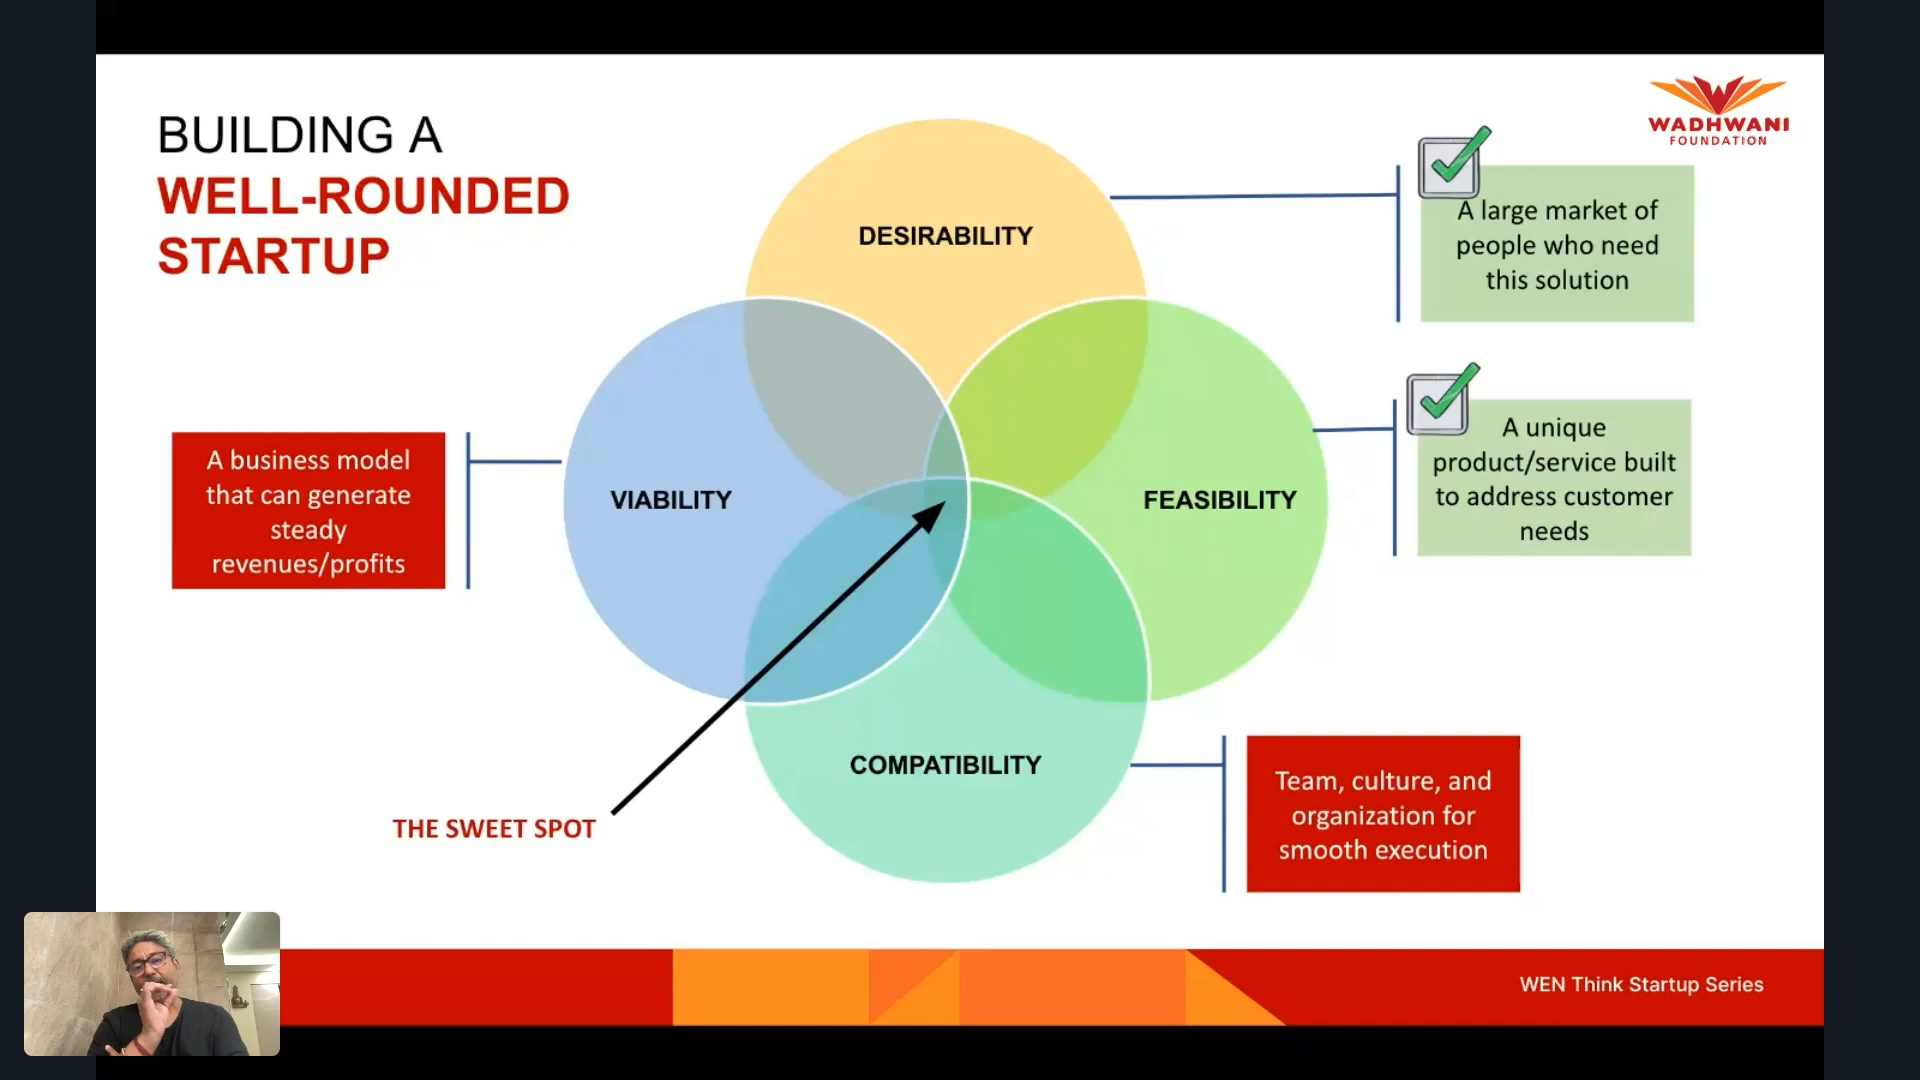 BUILDING A
WELL-ROUNDED
STARTUP
WADHWANI
FOUNDATION
DESIRABILITY
A large market of
people who need
this solution
VIABILITY
FEASIBILITY
A unique
product/service built
to address customer
needs
A business model
that can generate
steady
revenues/profits
COMPATIBILITY
Team, culture, and
organization for
smooth execution
THE SWEET SPOT
WEN Think Startup Series